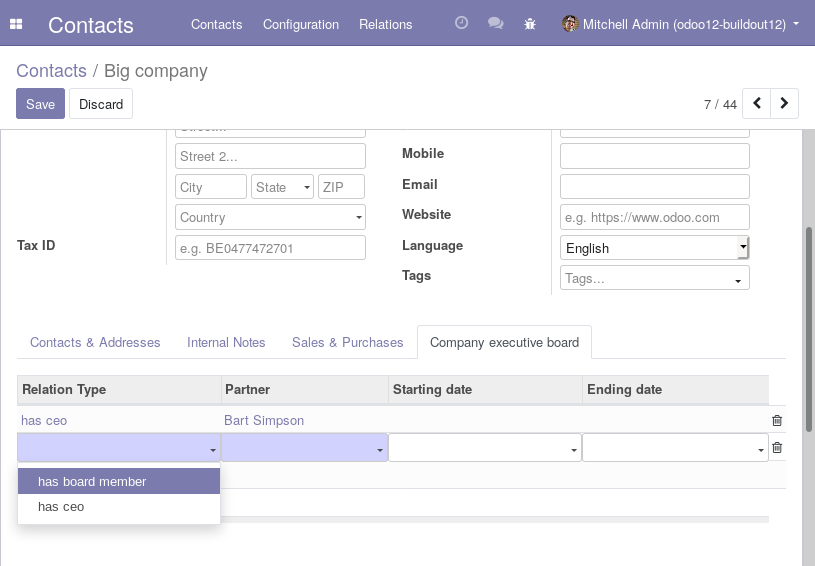 Contacts Contacts Configuration Relations Mitchell Admin (odoo12-buildout12)
Contacts / Big company
Save Discard 7 / 44
Street 2... Mobile
City State ZIP Email
Country Website e.g. https://www.odoo.com
Tax ID e.g. BE0477472701 Language English
Tags Tags...
Contacts & Addresses Internal Notes Sales & Purchases Company executive board
Relation Type Partner Starting date Ending date
has ceo Bart Simpson
has board member
has ceo